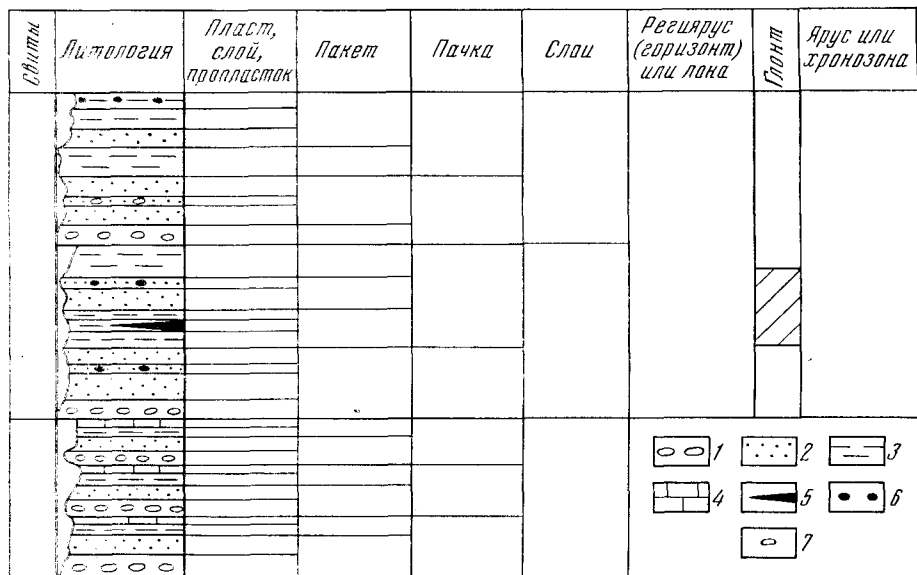 Свиты
Литология
Пласт,
слой,
пропласток
Пакет
Пачка
Слои
Региярус
(горизонт)
или лона
Глонт
Ярус или
хронозона
1
2
3
4
5
6
7